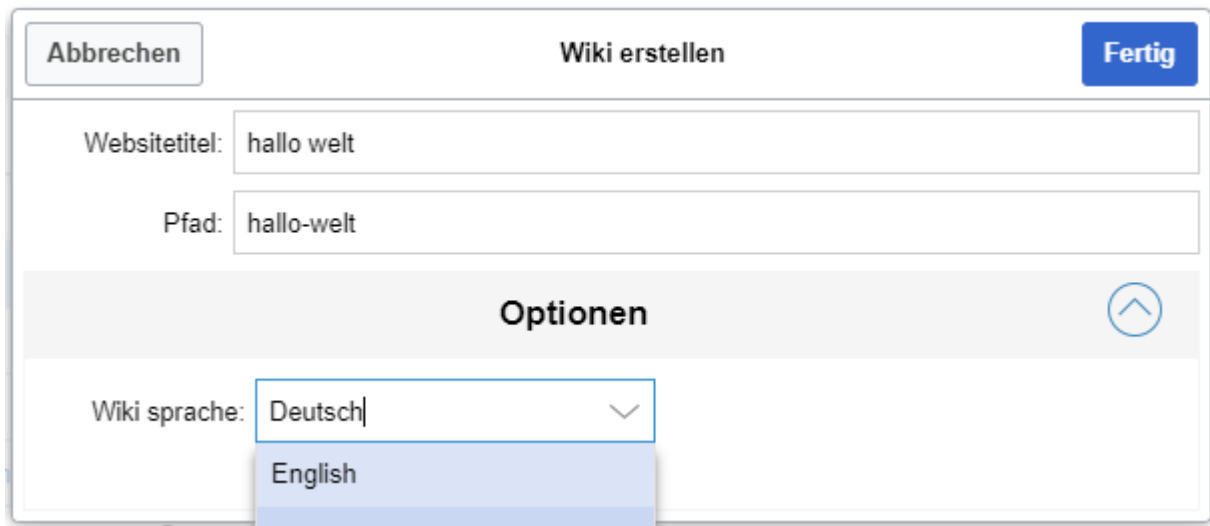 Abbrechen Wiki erstellen Fertig
Websitetitel: hallo welt
Pfad: hallo-welt
Optionen
Wiki sprache: Deutsch
English